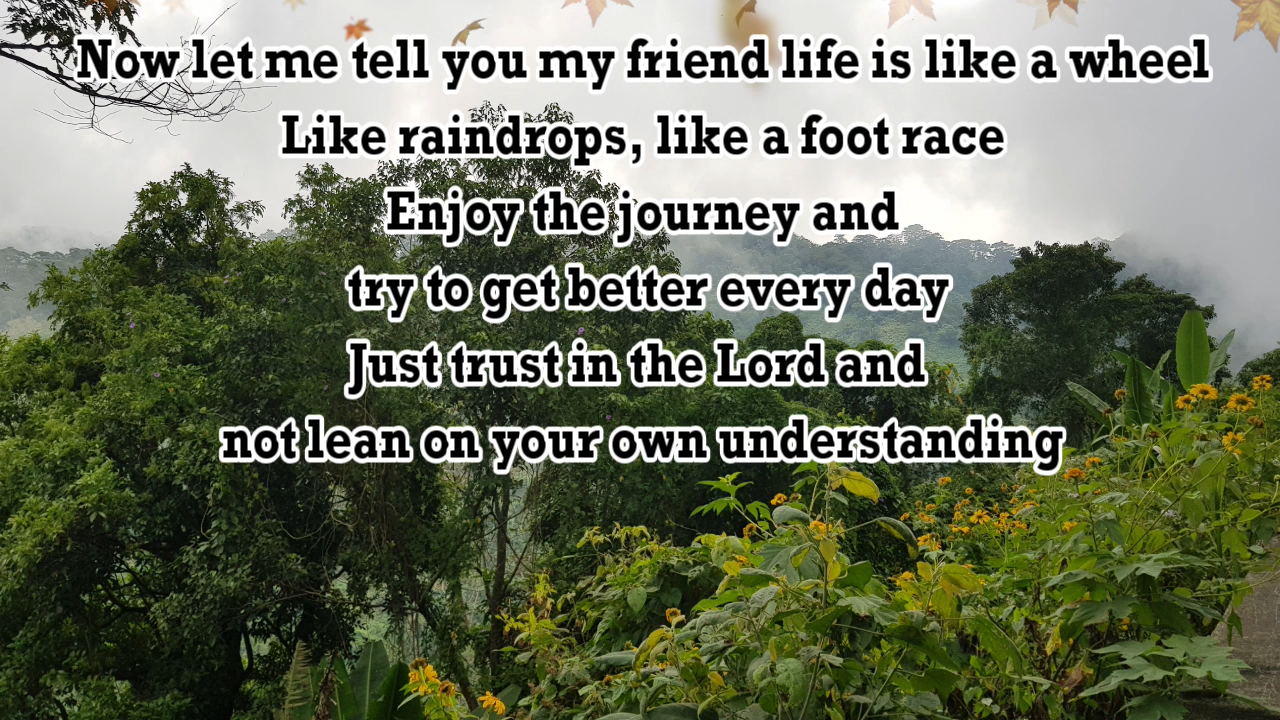 Now let me tell you my friend life is like a wheel
Like raindrops, like a foot race
Enjoy the journey and
try to get better every day
Just trust in the Lord and
not lean on your own understanding